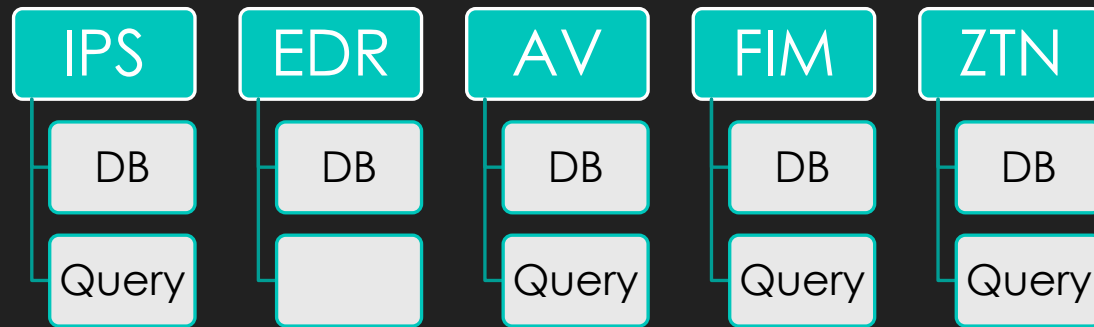 IPS
DB
Query
EDR
DB
AV
DB
Query
FIM
DB
Query
ZTN
DB
Query